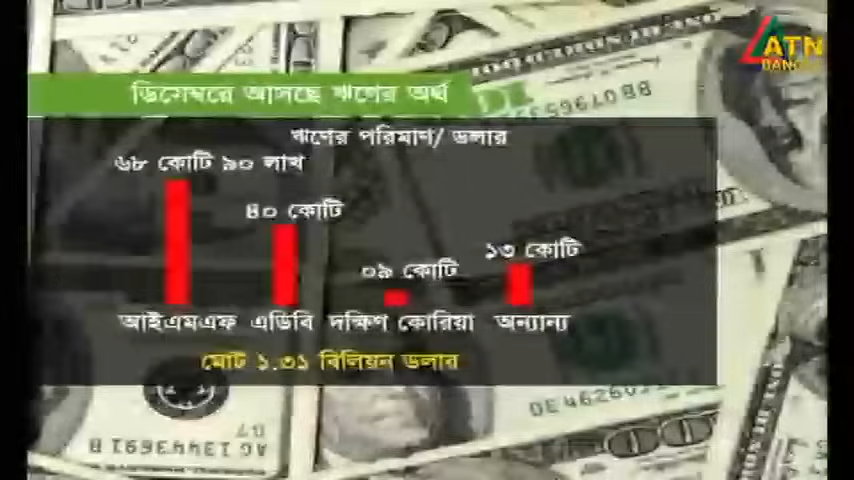 ATN
BANGLA
ডিসেম্বরে আসছে ঋণের অর্থ
ঋণের পরিমাণ/ ডলার
৬৮ কোটি ৯০ লাখ
৪০ কোটি
০৯ কোটি
১৩ কোটি
আইএমএফ এডিবি দক্ষিণ কোরিয়া অন্যান্য
মোট ১.৩১ বিলিয়ন ডলার